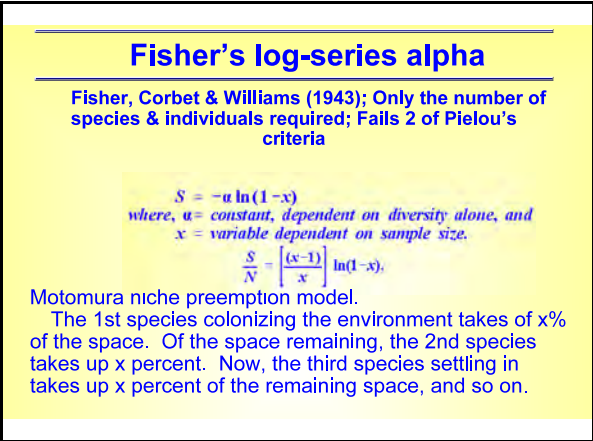 Fisher's log-series alpha
Fisher, Corbet & Williams (1943); Only the number of
species & individuals required; Fails 2 of Pielou's
criteria
S = -α ln(1-x)
where, α = constant, dependent on diversity alone, and
x = variable dependent on sample size.
S/N = [(x-1)/x] ln(1-x).
Motomura niche preemption model.
The 1st species colonizing the environment takes of x%
of the space. Of the space remaining, the 2nd species
takes up x percent. Now, the third species settling in
takes up x percent of the remaining space, and so on.